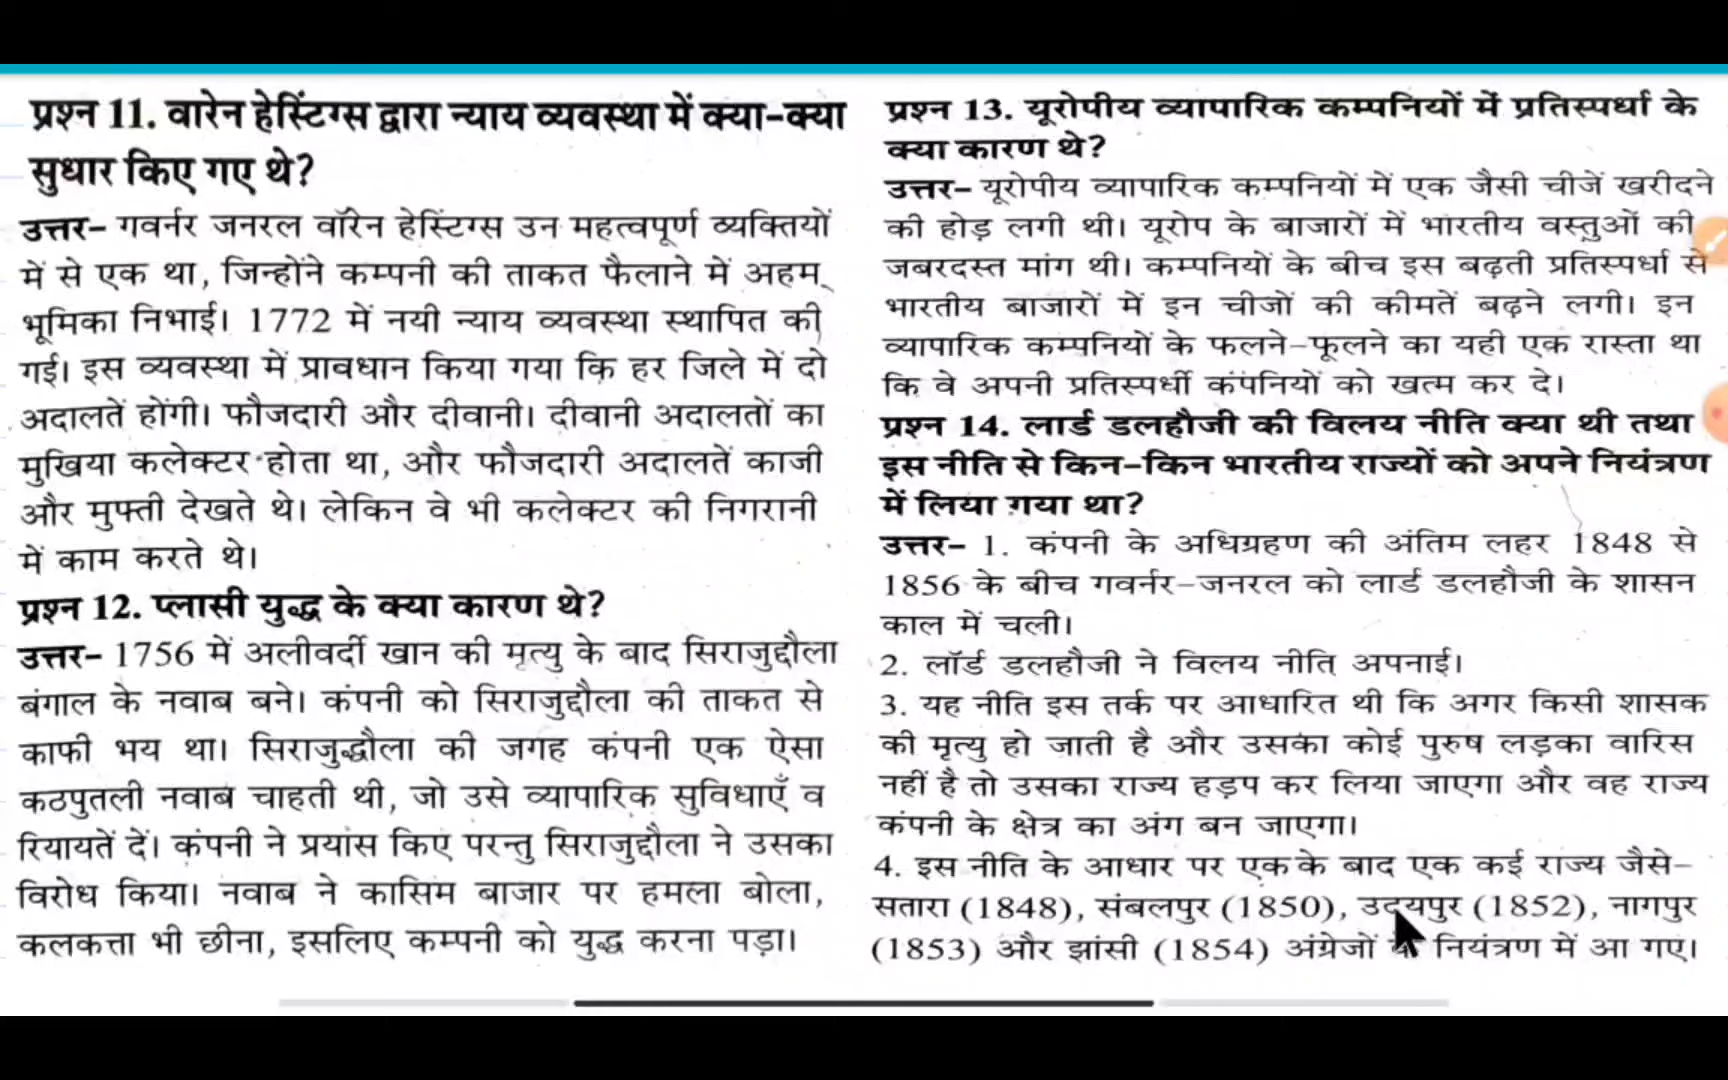 प्रश्न 11. वारेन हेस्टिंग्स द्वारा न्याय व्यवस्था में क्या-क्या
सुधार किए गए थे?
उत्तर- गवर्नर जनरल वॉरेन हेस्टिंग्स उन महत्वपूर्ण व्यक्तियों
में से एक था, जिन्होंने कम्पनी की ताकत फैलाने में अहम
भूमिका निभाई। 1772 में नयी न्याय व्यवस्था स्थापित की
गई। इस व्यवस्था में प्रावधान किया गया कि हर जिले में दो
अदालतें होंगी। फौजदारी और दीवानी। दीवानी अदालतों का
मुखिया कलेक्टर होता था, और फौजदारी अदालतें काजी
और मुफ्ती देखते थे। लेकिन वे भी कलेक्टर की निगरानी
में काम करते थे।
प्रश्न 12. प्लासी युद्ध के क्या कारण थे?
उत्तर- 1756 में अलीवर्दी खान की मृत्यु के बाद सिराजुद्दौला
बंगाल के नवाब बने। कंपनी को सिराजुद्दौला की ताकत से
काफी भय था। सिराजुद्धौला की जगह कंपनी एक ऐसा
कठपुतली नवाब चाहती थी, जो उसे व्यापारिक सुविधाएँ व
रियायतें दें। कंपनी ने प्रयास किए परन्तु सिराजुद्दौला ने उसका
विरोध किया। नवाब ने कासिम बाजार पर हमला बोला,
कलकत्ता भी छीना, इसलिए कम्पनी को युद्ध करना पड़ा।
प्रश्न 13. यूरोपीय व्यापारिक कम्पनियों में प्रतिस्पर्धा के
क्या कारण थे?
उत्तर- यूरोपीय व्यापारिक कम्पनियों में एक जैसी चीजें खरीदने
की होड़ लगी थी। यूरोप के बाजारों में भारतीय वस्तुओं की
जबरदस्त मांग थी। कम्पनियों के बीच इस बढ़ती प्रतिस्पर्धा से
भारतीय बाजारों में इन चीजों की कीमतें बढ़ने लगी। इन
व्यापारिक कम्पनियों के फलने-फूलने का यही एक रास्ता था
कि वे अपनी प्रतिस्पर्धी कंपनियों को खत्म कर दे।
प्रश्न 14. लार्ड डलहौजी की विलय नीति क्या थी तथा
इस नीति से किन-किन भारतीय राज्यों को अपने नियंत्रण
में लिया गया था?
उत्तर- 1. कंपनी के अधिग्रहण की अंतिम लहर 1848 से
1856 के बीच गवर्नर-जनरल को लार्ड डलहौजी के शासन
काल में चली।
2. लॉर्ड डलहौजी ने विलय नीति अपनाई।
3. यह नीति इस तर्क पर आधारित थी कि अगर किसी शासक
की मृत्यु हो जाती है और उसका कोई पुरुष लड़का वारिस
नहीं है तो उसका राज्य हड़प कर लिया जाएगा और वह राज्य
कंपनी के क्षेत्र का अंग बन जाएगा।
4. इस नीति के आधार पर एक के बाद एक कई राज्य जैसे-
सतारा (1848), संबलपुर (1850), उदयपुर (1852), नागपुर
(1853) और झांसी (1854) अंग्रेजों नियंत्रण में आ गए।